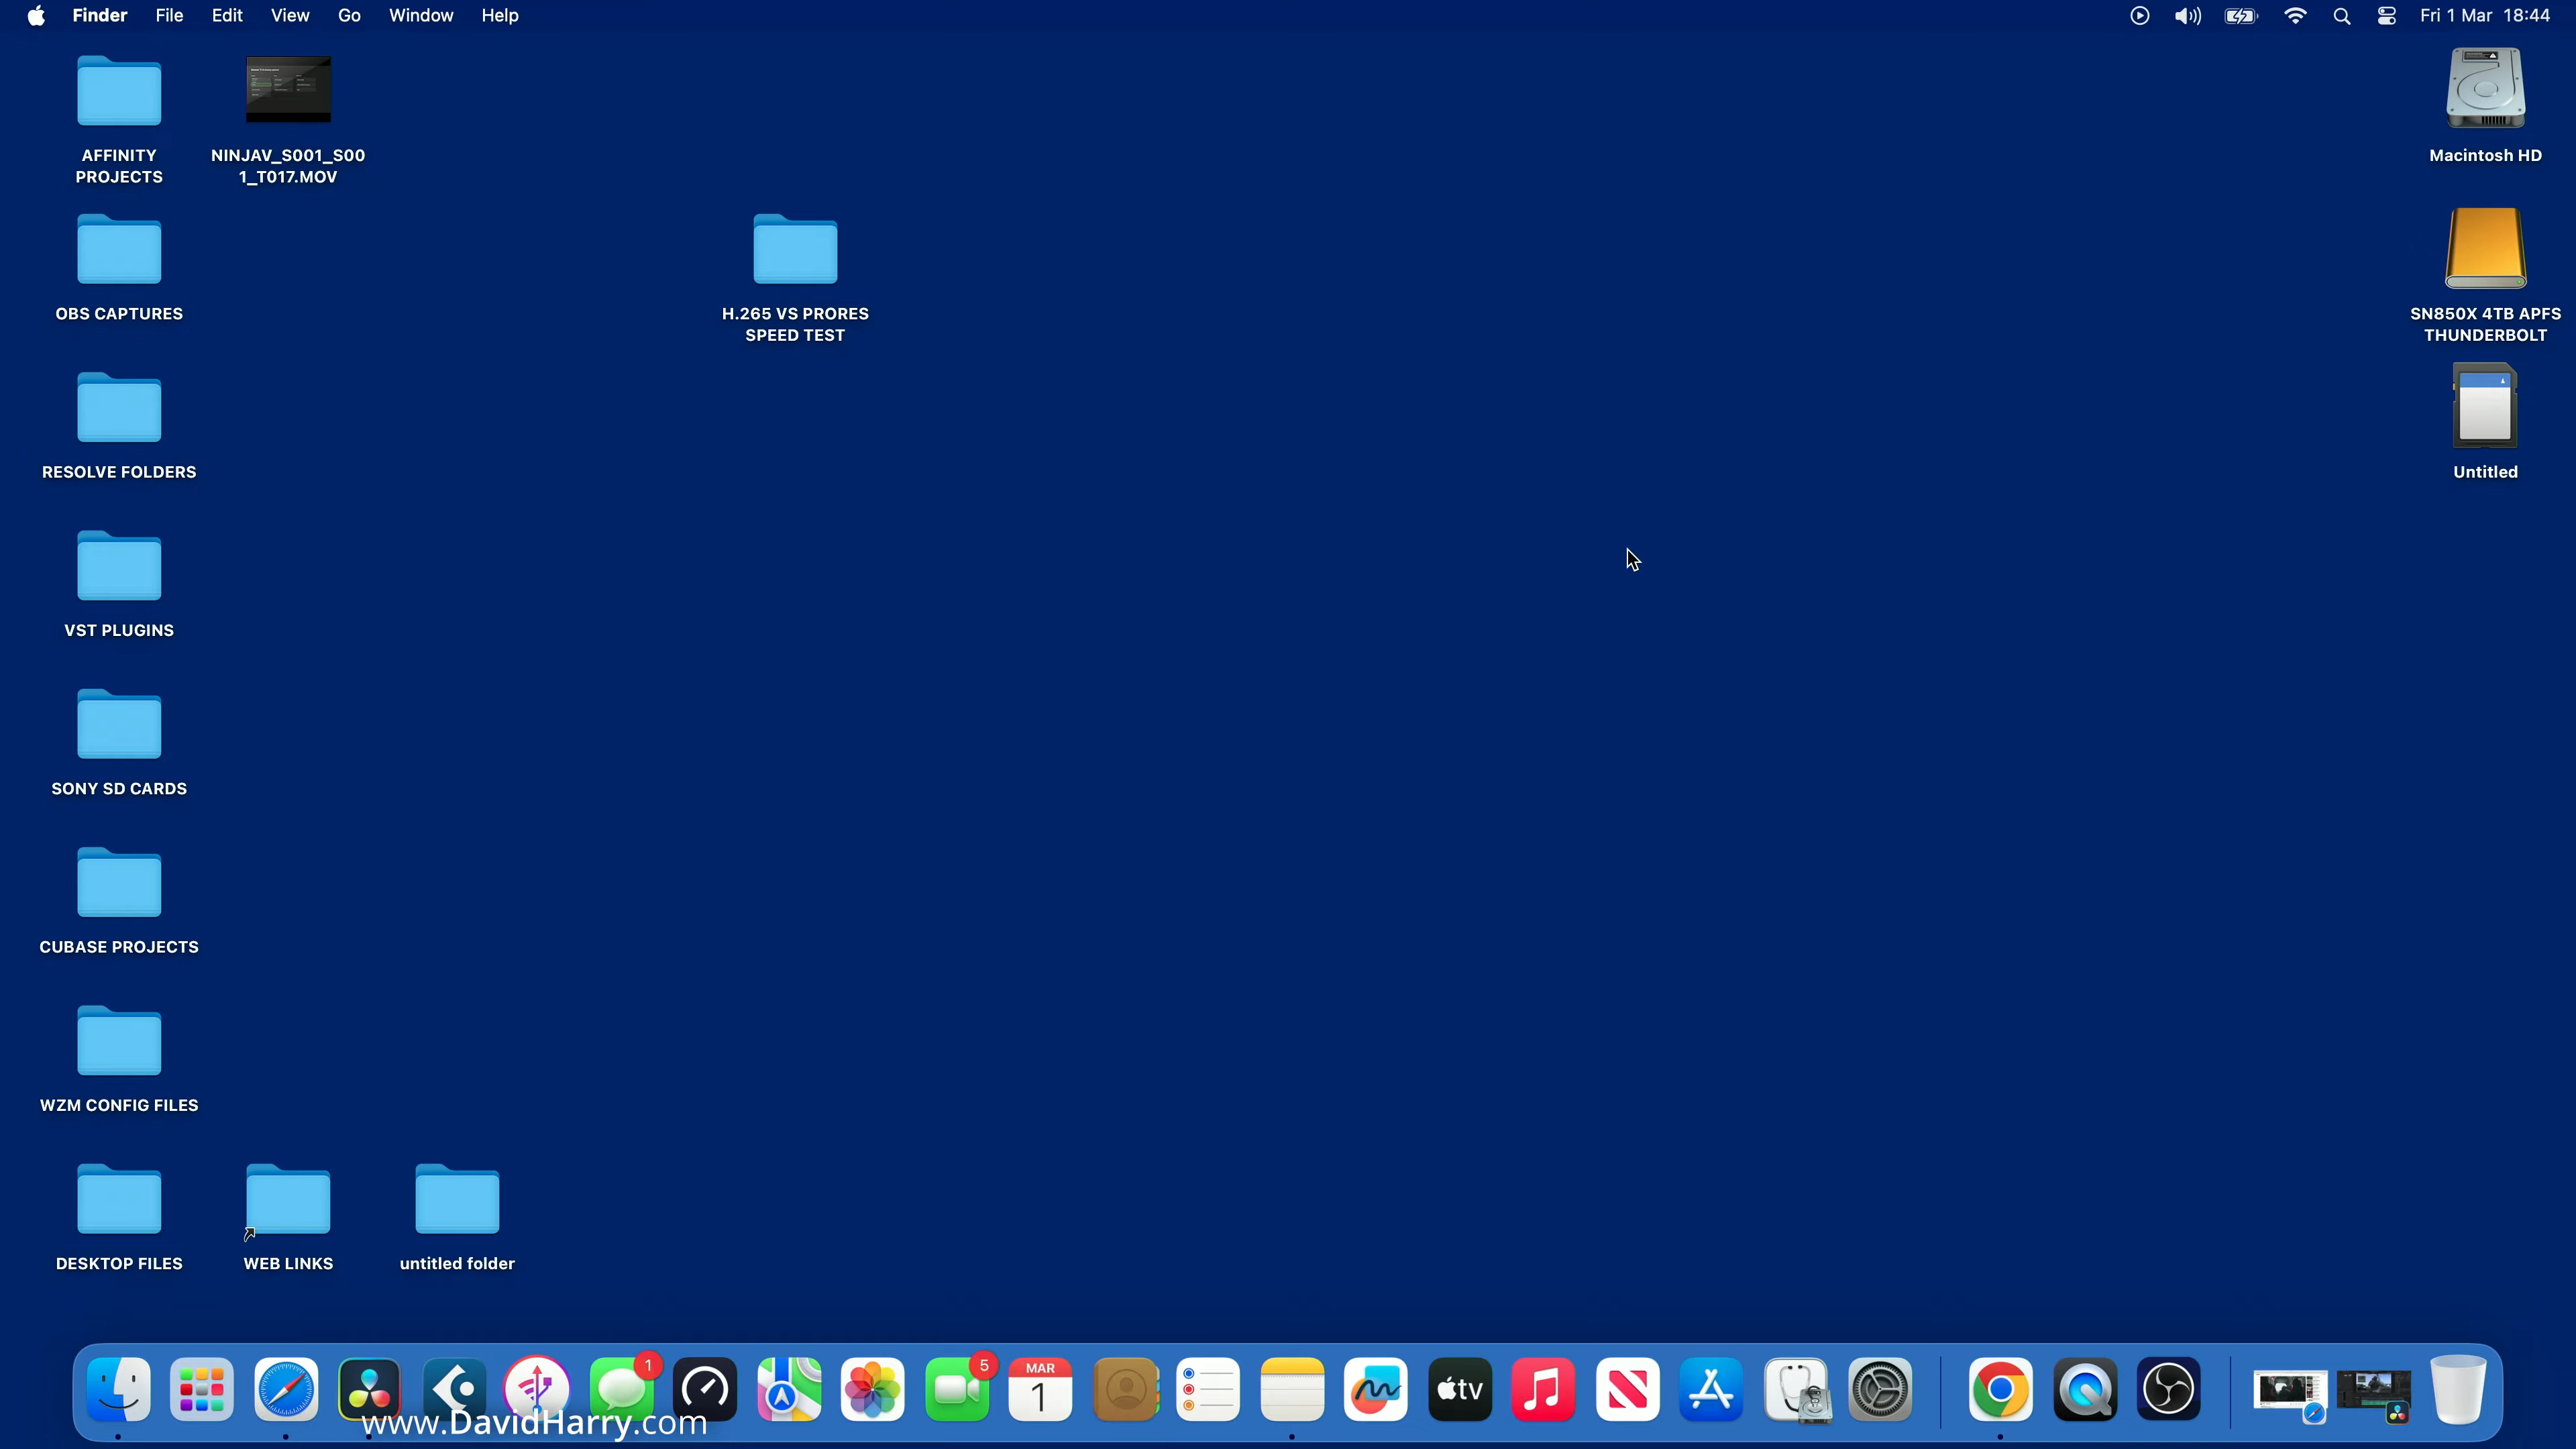 Finder File Edit View Go Window Help
Fri 1 Mar 18:44
AFFINITY
PROJECTS
NINJAV_S001_S00
1_T017.MOV
Macintosh HD
OBS CAPTURES
H.265 VS PRORES
SPEED TEST
SN850X 4TB APFS
THUNDERBOLT
RESOLVE FOLDERS
Untitled
VST PLUGINS
SONY SD CARDS
CUBASE PROJECTS
WZM CONFIG FILES
DESKTOP FILES
WEB LINKS
untitled folder
1
5
MAR
1
tv
www.DavidHarry.com